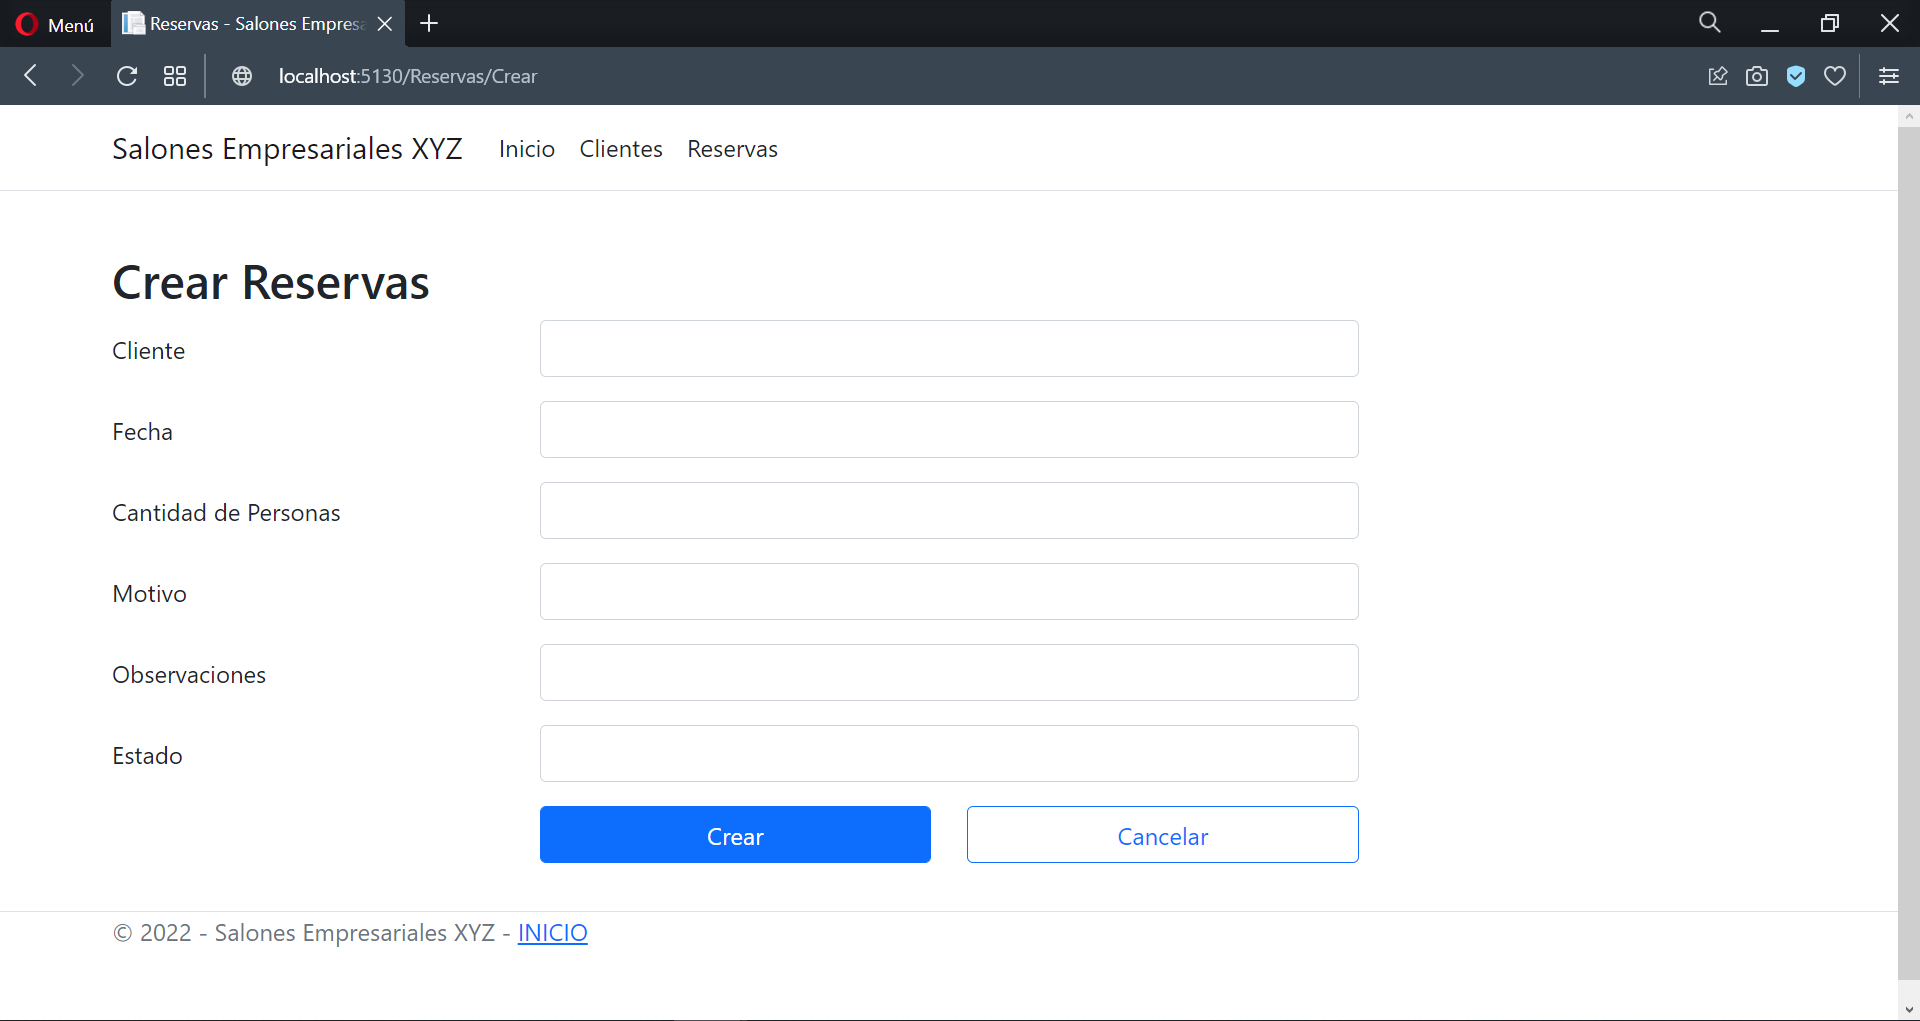 Menú
Reservas - Salones Empresa
localhost:5130/Reservas/Crear
Salones Empresariales XYZ Inicio Clientes Reservas
Crear Reservas
Cliente
Fecha
Cantidad de Personas
Motivo
Observaciones
Estado
Crear Cancelar
© 2022 - Salones Empresariales XYZ - INICIO